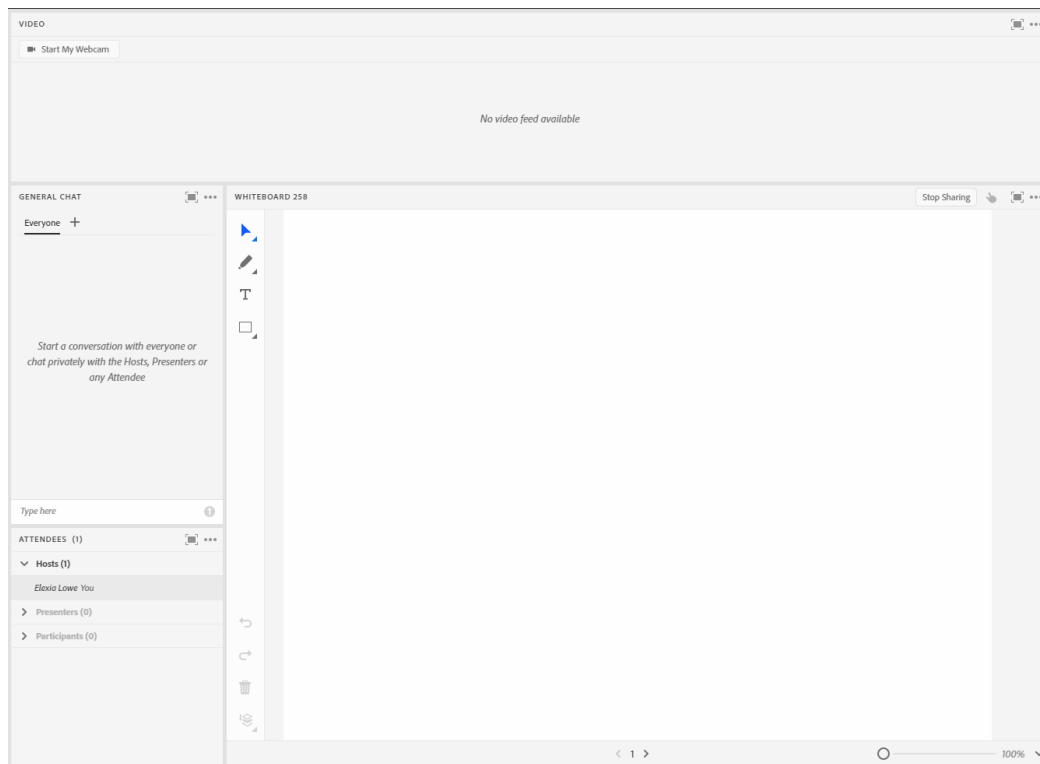 VIDEO
Start My Webcam
No video feed available
GENERAL CHAT
Everyone
Start a conversation with everyone or
chat privately with the Hosts, Presenters or
any Attendee
Type here
ATTENDEES (1)
Hosts (1)
Elexia Lowe You
Presenters (0)
Participants (0)
WHITEBOARD 258
Stop Sharing
T
1
100%